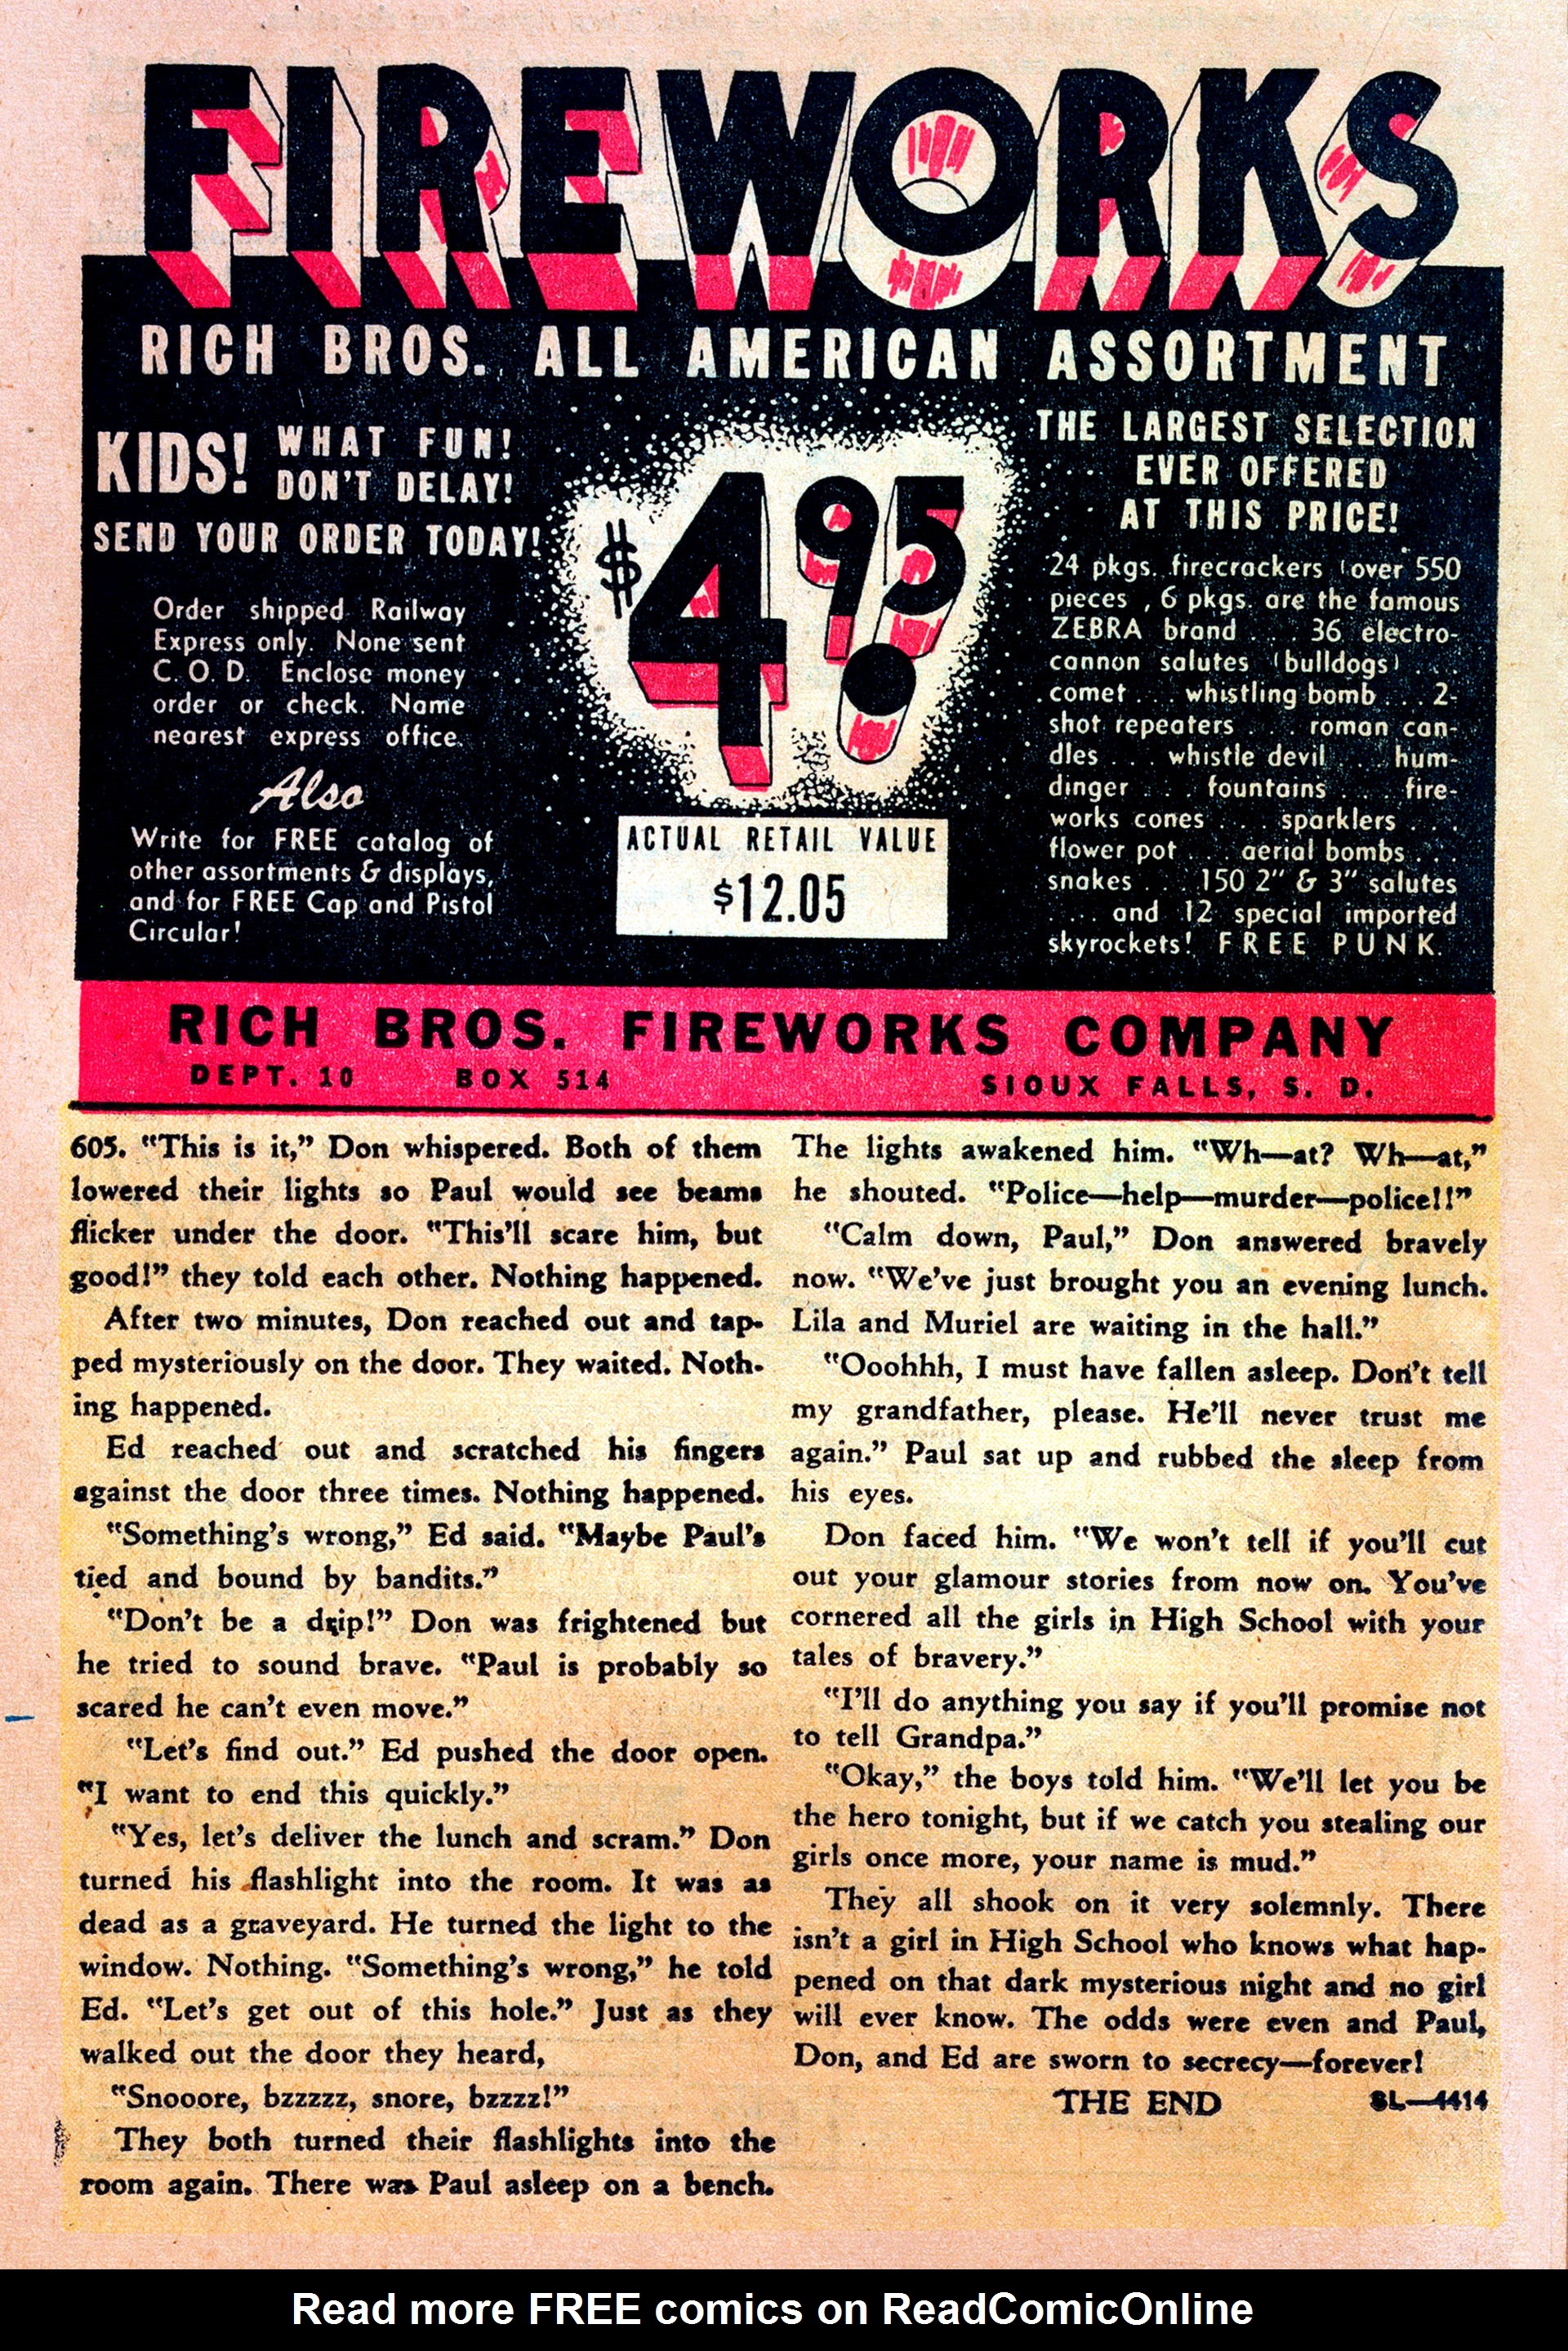 FIREWORKS
RICH BROS. ALL AMERICAN ASSORTMENT
KIDS! WHAT FUN!
DON'T DELAY!
SEND YOUR ORDER TODAY!
Order shipped Railway
Express only. None sent
C. O. D. Enclose money
order or check. Name
nearest express office.
Also
Write for FREE catalog of
other assortments & displays,
and for FREE Cap and Pistol
Circular!
$4.95
ACTUAL RETAIL VALUE
$12.05
THE LARGEST SELECTION
EVER OFFERED
AT THIS PRICE!
24 pkgs. firecrackers (over 550
pieces , 6 pkgs. are the famous
ZEBRA brand . . . 36 electro-
cannon salutes (bulldogs) . . .
comet . . . whistling bomb . . . 2-
shot repeaters . . . roman can-
dles . . . whistle devil . . . hum-
dinger . . . fountains . . . fire-
works cones . . . sparklers . . .
flower pot . . . aerial bombs . . .
snakes . . . 150 2" & 3" salutes
. . . . and 12 special imported
skyrockets! FREE PUNK.
RICH BROS. FIREWORKS COMPANY
DEPT. 10 BOX 514 SIOUX FALLS, S. D.
605. "This is it," Don whispered. Both of them
lowered their lights so Paul would see beams
flicker under the door. "This'll scare him, but
good!" they told each other. Nothing happened.
After two minutes, Don reached out and tap-
ped mysteriously on the door. They waited. Noth-
ing happened.
Ed reached out and scratched his fingers
against the door three times. Nothing happened.
"Something's wrong," Ed said. "Maybe Paul's
tied and bound by bandits."
"Don't be a drip!" Don was frightened but
he tried to sound brave. "Paul is probably so
scared he can't even move."
"Let's find out." Ed pushed the door open.
"I want to end this quickly."
"Yes, let's deliver the lunch and scram." Don
turned his flashlight into the room. It was as
dead as a graveyard. He turned the light to the
window. Nothing. "Something's wrong," he told
Ed. "Let's get out of this hole." Just as they
walked out the door they heard,
"Snooore, bzzzzz, snore, bzzzz!"
They both turned their flashlights into the
room again. There was Paul asleep on a bench.
The lights awakened him. "Wh—at? Wh—at,"
he shouted. "Police—help—murder—police!!"
"Calm down, Paul," Don answered bravely
now. "We've just brought you an evening lunch.
Lila and Muriel are waiting in the hall."
"Ooohhh, I must have fallen asleep. Don't tell
my grandfather, please. He'll never trust me
again." Paul sat up and rubbed the sleep from
his eyes.
Don faced him. "We won't tell if you'll cut
out your glamour stories from now on. You've
cornered all the girls in High School with your
tales of bravery."
"I'll do anything you say if you'll promise not
to tell Grandpa."
"Okay," the boys told him. "We'll let you be
the hero tonight, but if we catch you stealing our
girls once more, your name is mud."
They all shook on it very solemnly. There
isn't a girl in High School who knows what hap-
pened on that dark mysterious night and no girl
will ever know. The odds were even and Paul,
Don, and Ed are sworn to secrecy—forever!
THE END SL—4414
Read more FREE comics on ReadComicOnline